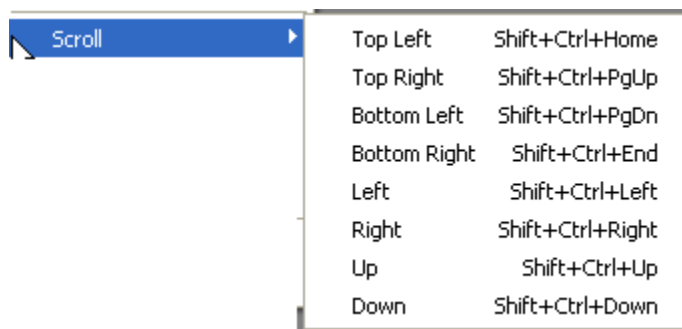 Scroll
Top Left Shift+Ctrl+Home
Top Right Shift+Ctrl+PgUp
Bottom Left Shift+Ctrl+PgDn
Bottom Right Shift+Ctrl+End
Left Shift+Ctrl+Left
Right Shift+Ctrl+Right
Up Shift+Ctrl+Up
Down Shift+Ctrl+Down